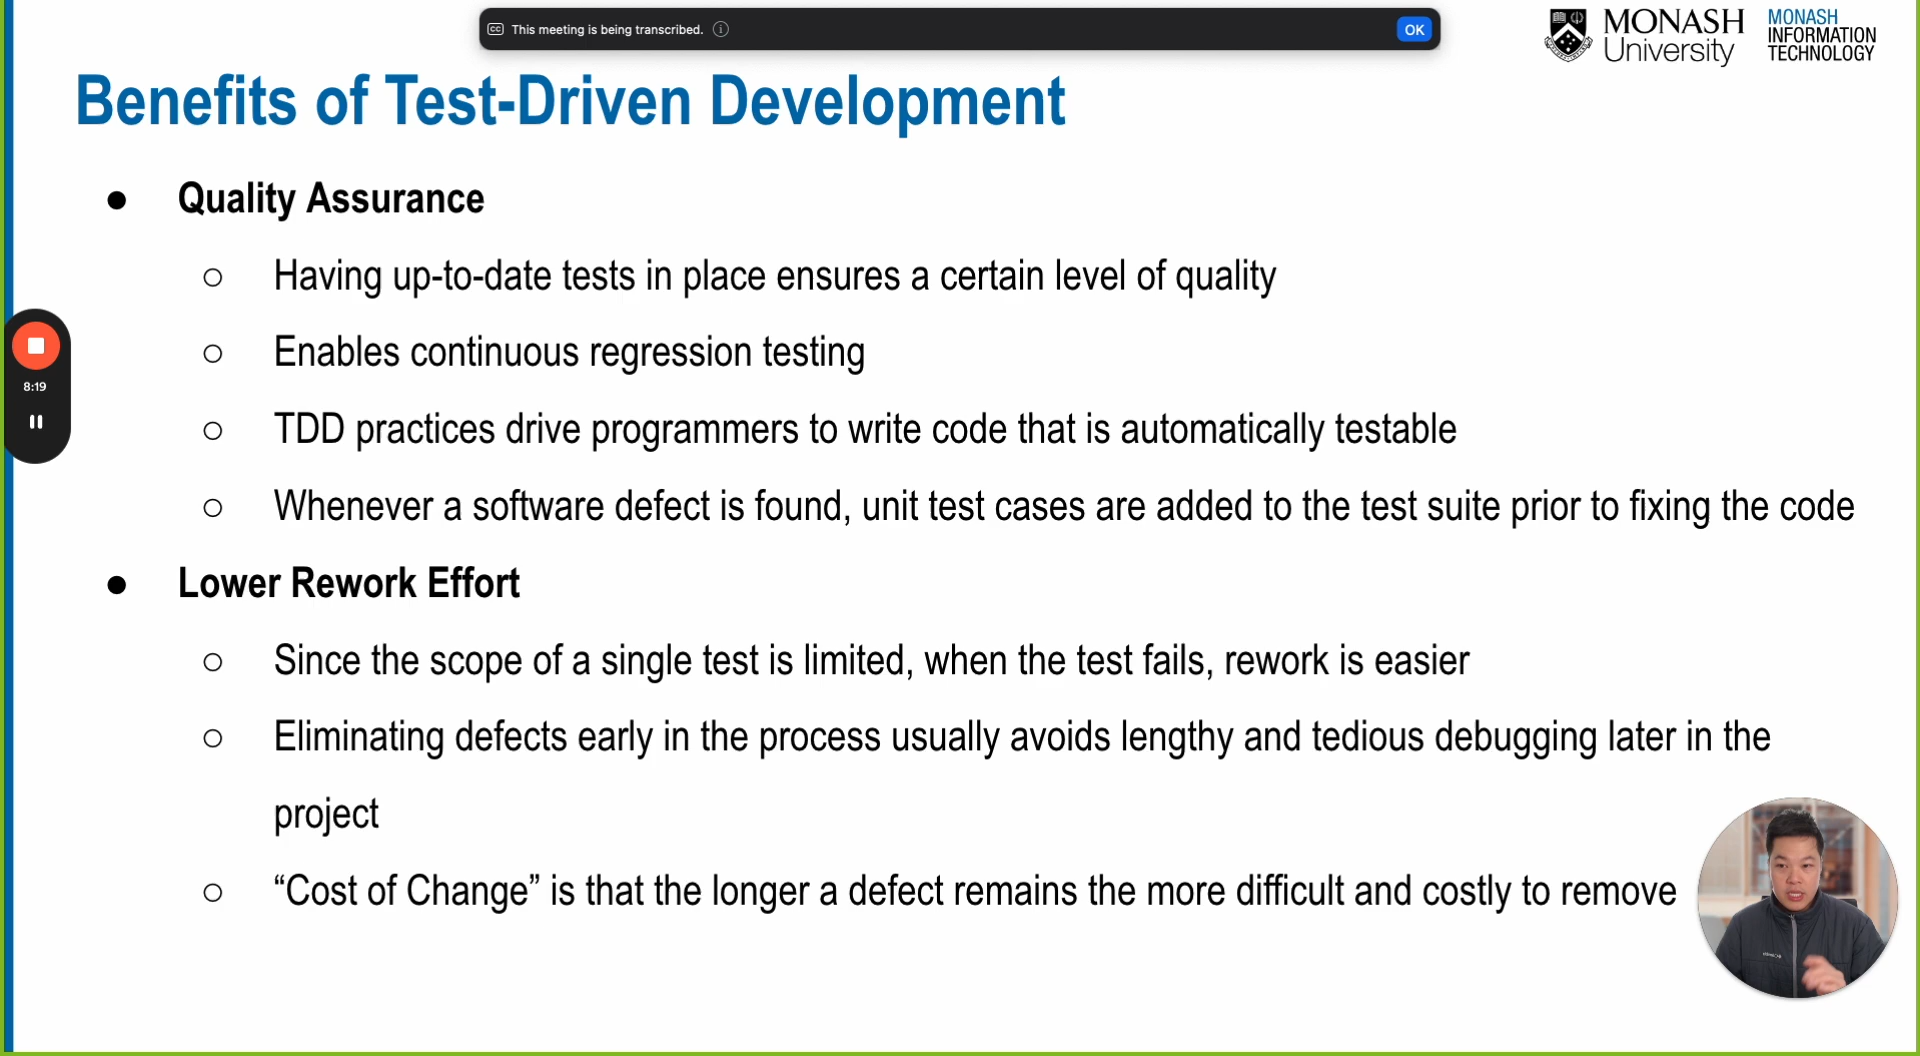 This meeting is being transcribed.
OK
MONASH
University
MONASH
INFORMATION
TECHNOLOGY
Benefits of Test-Driven Development
● Quality Assurance
○ Having up-to-date tests in place ensures a certain level of quality
○ Enables continuous regression testing
○ TDD practices drive programmers to write code that is automatically testable
○ Whenever a software defect is found, unit test cases are added to the test suite prior to fixing the code
8:19
● Lower Rework Effort
○ Since the scope of a single test is limited, when the test fails, rework is easier
○ Eliminating defects early in the process usually avoids lengthy and tedious debugging later in the
project
○ “Cost of Change” is that the longer a defect remains the more difficult and costly to remove